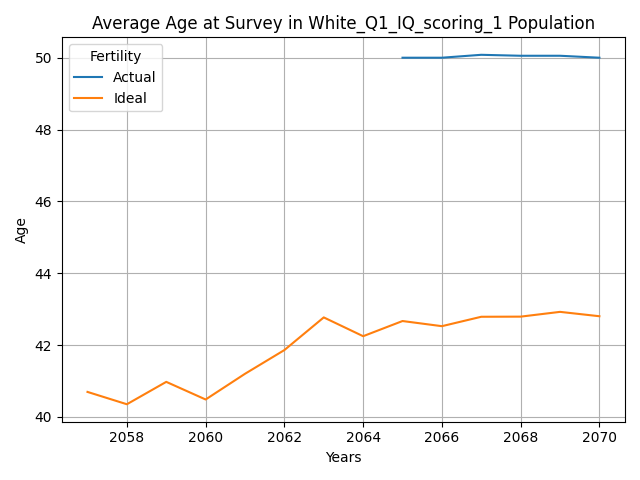 Average Age at Survey in White_Q1_IQ_scoring_1 Population
Fertility
Actual
Ideal
50
48
46
44
42
40
Age
2058 2060 2062 2064 2066 2068 2070
Years